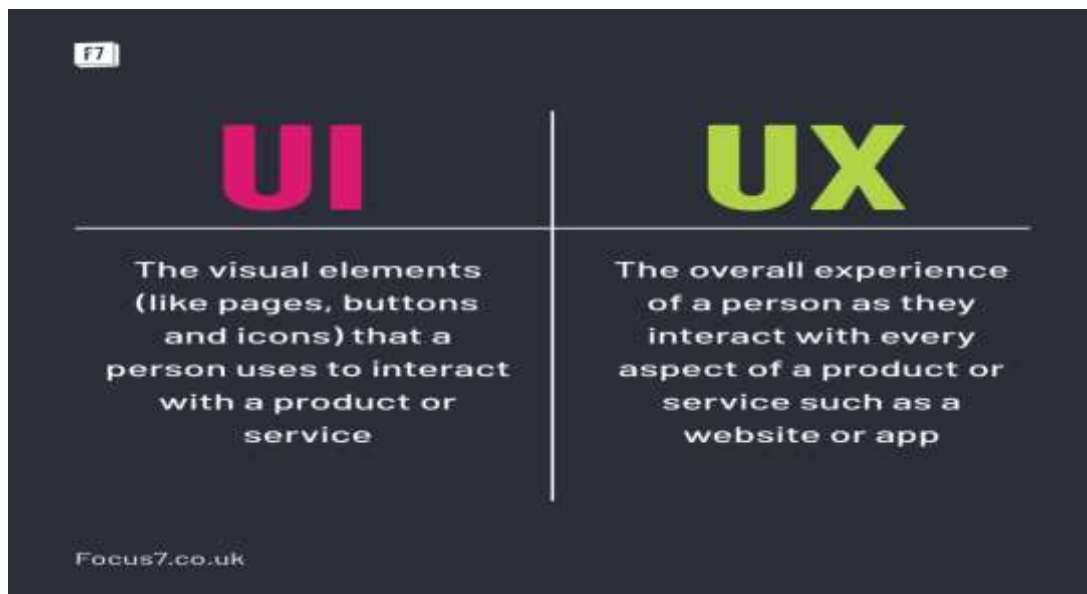 F7
UI
The visual elements
(like pages, buttons
and icons) that a
person uses to interact
with a product or
service
UX
The overall experience
of a person as they
interact with every
aspect of a product or
service such as a
website or app
Focus7.co.uk